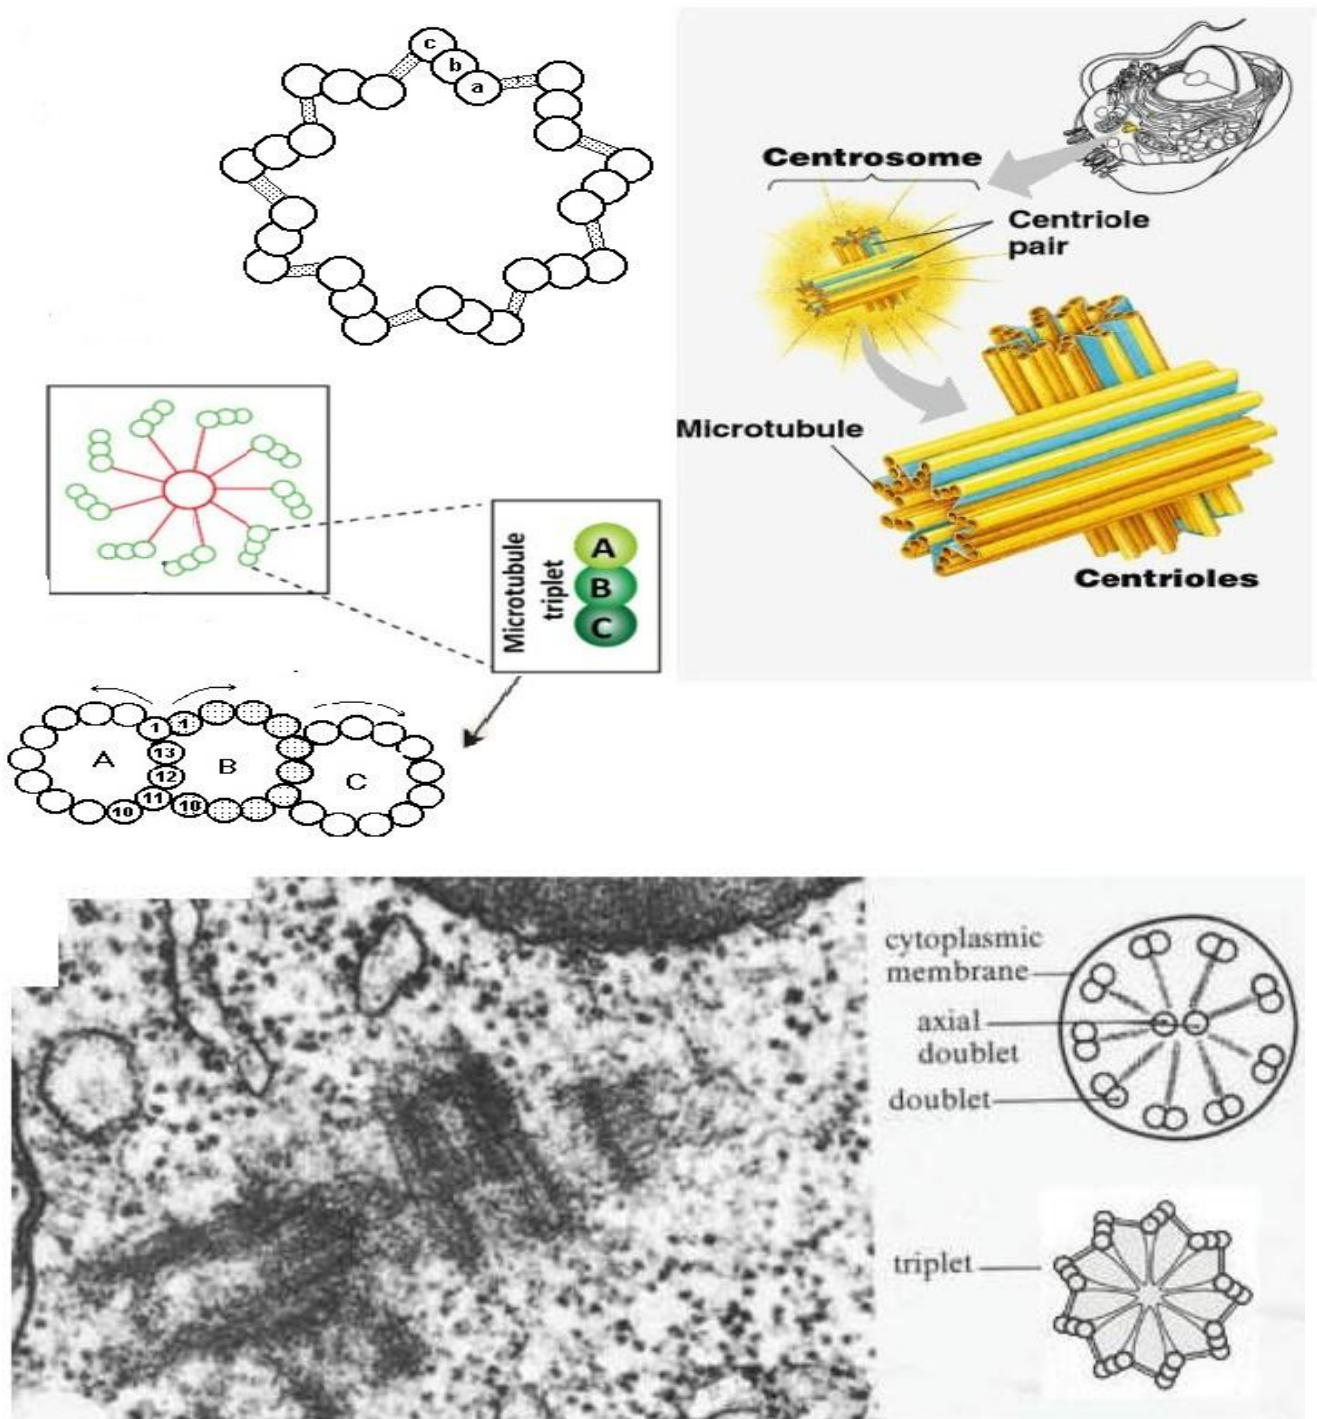 c
b
a
Centrosome
Centriole
pair
Microtubule
Centrioles
Microtubule
triplet
A
B
C
1 1
13
12
11
10 10
A B C
cytoplasmic
membrane
axial
doublet
doublet
triplet